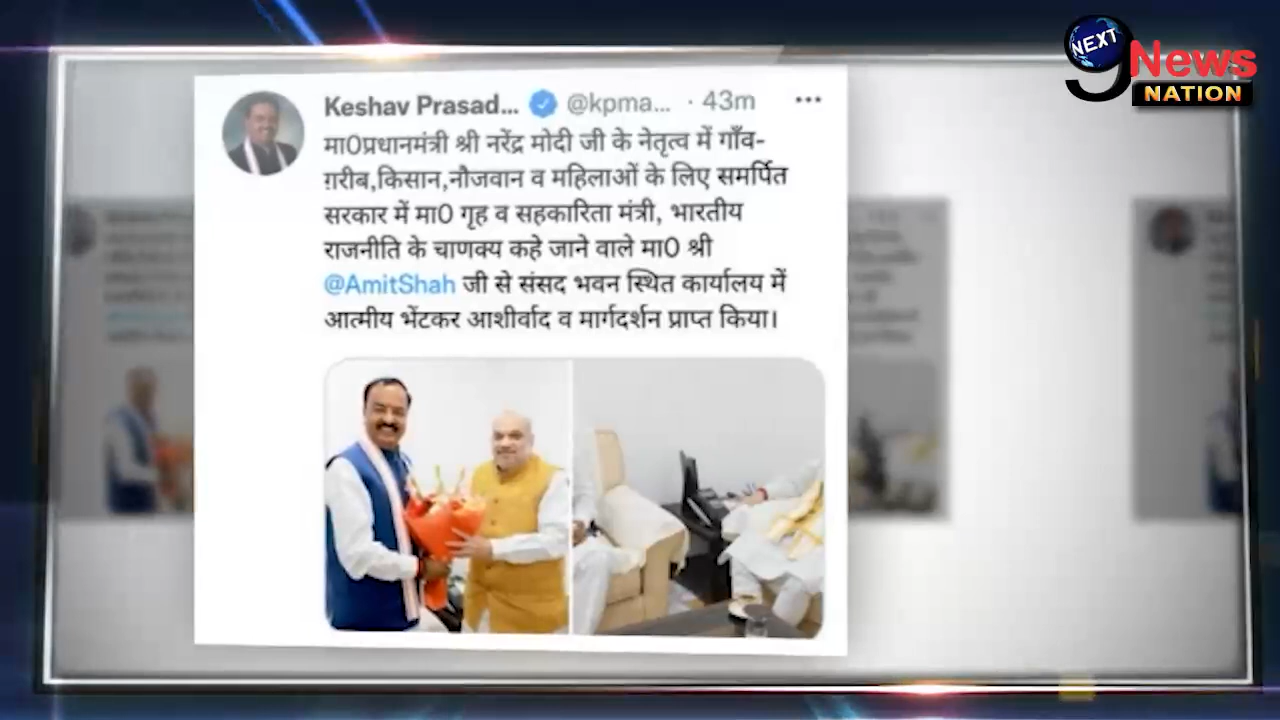 NEXT
9 News
NATION
Keshav Prasad... @kpma... · 43m
मा0प्रधानमंत्री श्री नरेंद्र मोदी जी के नेतृत्व में गाँव-
ग़रीब,किसान,नौजवान व महिलाओं के लिए समर्पित
सरकार में मा0 गृह व सहकारिता मंत्री, भारतीय
राजनीति के चाणक्य कहे जाने वाले मा0 श्री
@AmitShah जी से संसद भवन स्थित कार्यालय में
आत्मीय भेंटकर आशीर्वाद व मार्गदर्शन प्राप्त किया।